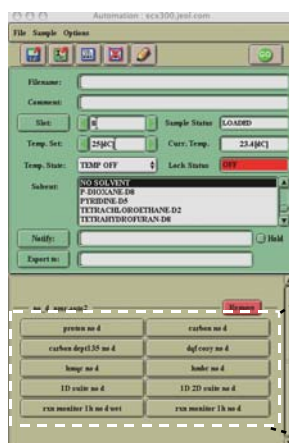 Automation : ecx300.jeol.com
File Sample Options
GO
Filename:
Comment:
Slot: 8 Sample Status LOADED
Temp. Set: 25[dC] Curr. Temp. 23.4[dC]
Temp. State: TEMP OFF Lock Status OFF
Solvent: NO SOLVENT
P-DIOXANE-D8
PYRIDINE-D5
TETRACHLOROETHANE-D2
TETRAHYDROFURAN-D8
Notify: Hold
Export to:
proton no d carbon no d
carbon dept135 no d dqf cosy no d
hmqc no d hmbc no d
1D suite no d 1D 2D suite no d
rxn monitor 1h no d wet rxn monitor 1h no d